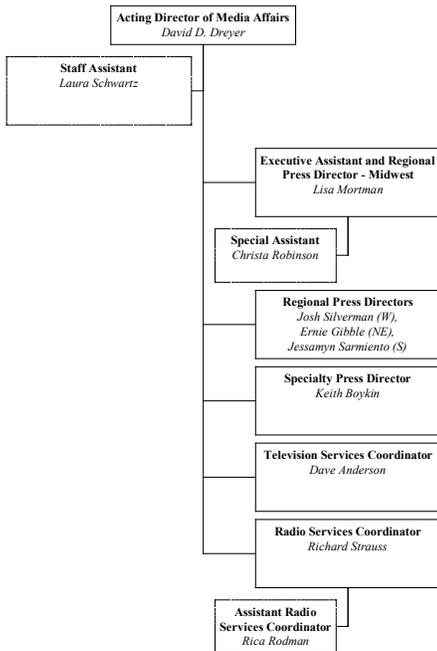 Acting Director of Media Affairs
David D. Dreyer
Staff Assistant
Laura Schwartz
Executive Assistant and Regional
Press Director - Midwest
Lisa Mortman
Special Assistant
Christa Robinson
Regional Press Directors
Josh Silverman (W),
Ernie Gibble (NE),
Jessamyn Sarmiento (S)
Specialty Press Director
Keith Boykin
Television Services Coordinator
Dave Anderson
Radio Services Coordinator
Richard Strauss
Assistant Radio
Services Coordinator
Rica Rodman